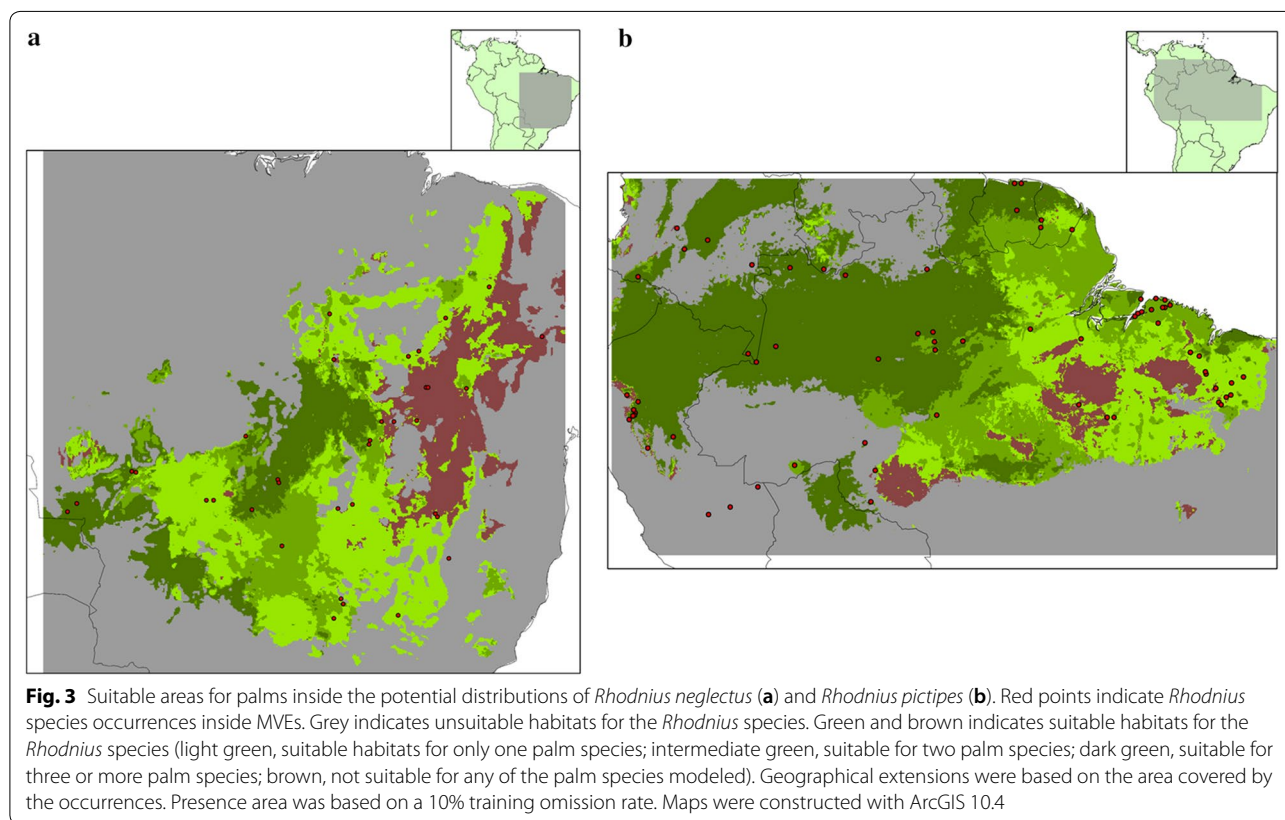 a
b
Fig. 3 Suitable areas for palms inside the potential distributions of Rhodnius neglectus (a) and Rhodnius pictipes (b). Red points indicate Rhodnius
species occurrences inside MVEs. Grey indicates unsuitable habitats for the Rhodnius species. Green and brown indicates suitable habitats for the
Rhodnius species (light green, suitable habitats for only one palm species; intermediate green, suitable for two palm species; dark green, suitable for
three or more palm species; brown, not suitable for any of the palm species modeled). Geographical extensions were based on the area covered by
the occurrences. Presence area was based on a 10% training omission rate. Maps were constructed with ArcGIS 10.4